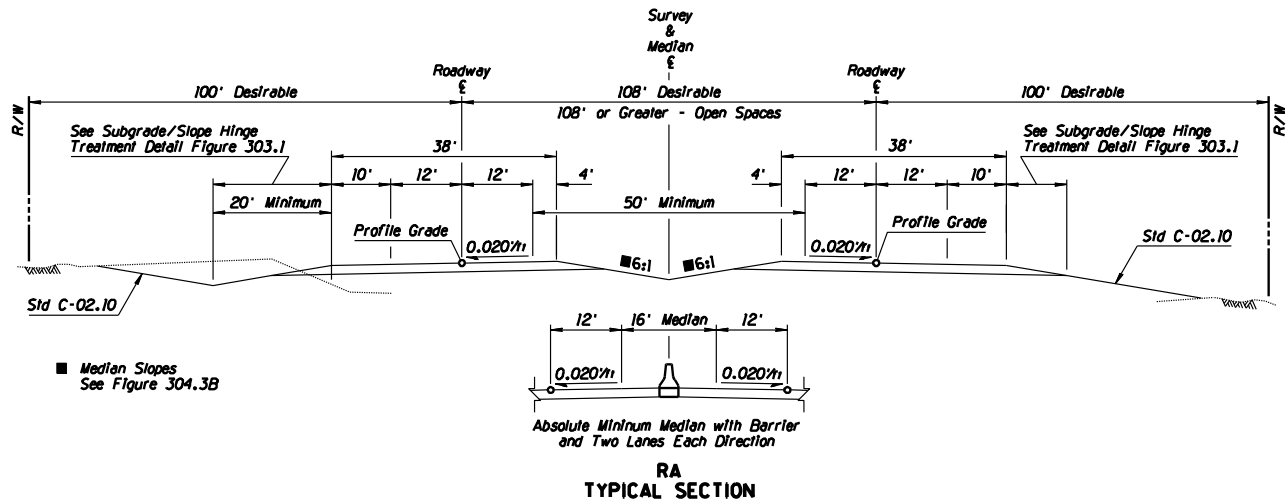 Survey
&
Median
℄
Roadway
℄
Roadway
℄
100' Desirable
108' Desirable
100' Desirable
108' or Greater - Open Spaces
R/W
R/W
See Subgrade/Slope Hinge
Treatment Detail Figure 303.1
See Subgrade/Slope Hinge
Treatment Detail Figure 303.1
38'
38'
10'
12'
12'
4'
4'
12'
12'
10'
20' Minimum
50' Minimum
Profile Grade
Profile Grade
0.020'/ft
0.020'/ft
■6:1
■6:1
Std C-02.10
Std C-02.10
12'
16' Median
12'
■ Median Slopes
See Figure 304.3B
0.020'/ft
0.020'/ft
Absolute Mininum Median with Barrier
and Two Lanes Each Direction
RA
TYPICAL SECTION